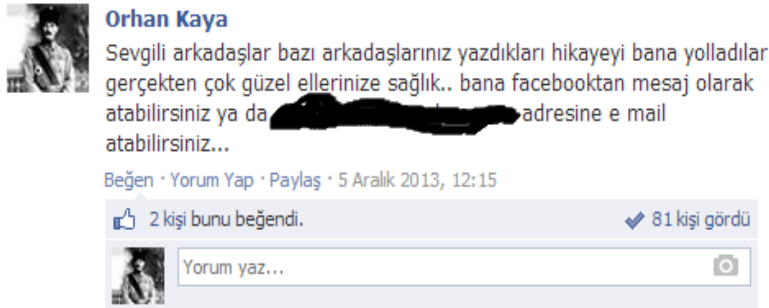 Orhan Kaya
Sevgili arkadaşlar bazı arkadaşlarınız yazdıkları hikayeyi bana yolladılar
gerçekten çok güzel ellerinize sağlık.. bana facebooktan mesaj olarak
atabilirsiniz ya da adresine e mail
atabilirsiniz...
Beğen · Yorum Yap · Paylaş · 5 Aralık 2013, 12:15
2 kişi bunu beğendi. 81 kişi gördü
Yorum yaz...